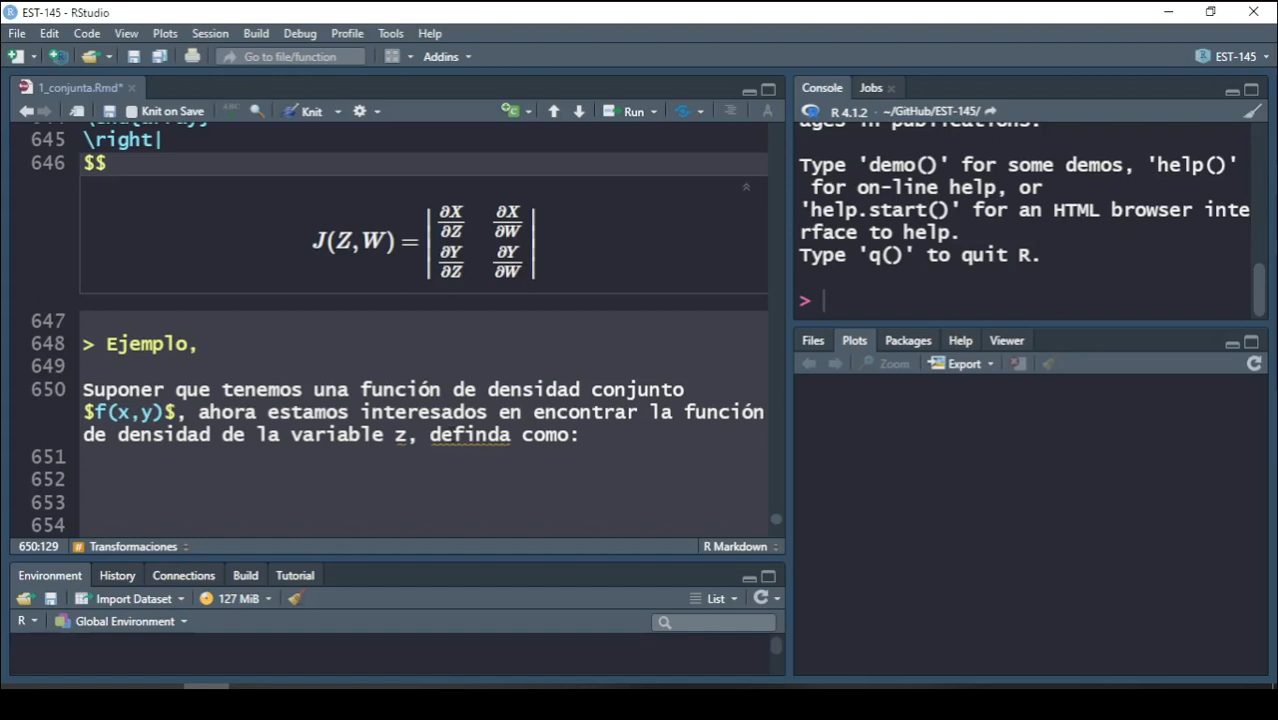 EST-145 - RStudio
File Edit Code View Plots Session Build Debug Profile Tools Help
Go to file/function Addins EST-145
1_conjunta.Rmd*
Knit on Save ABC Knit Run
645 \right|
646 $$
J(Z,W) = | ∂X/∂Z ∂X/∂W
∂Y/∂Z ∂Y/∂W |
647
648 > Ejemplo,
649
650 Suponer que tenemos una función de densidad conjunto
$f(x,y)$, ahora estamos interesados en encontrar la función
de densidad de la variable z, definda como:
651
652
653
654
650:129 # Transformaciones R Markdown
Environment History Connections Build Tutorial
Import Dataset 127 MiB List
R Global Environment
Console Jobs
R 4.1.2 · ~/GitHub/EST-145/
ages in publications.
Type 'demo()' for some demos, 'help()'
for on-line help, or
'help.start()' for an HTML browser inte
rface to help.
Type 'q()' to quit R.
>
Files Plots Packages Help Viewer
Zoom Export